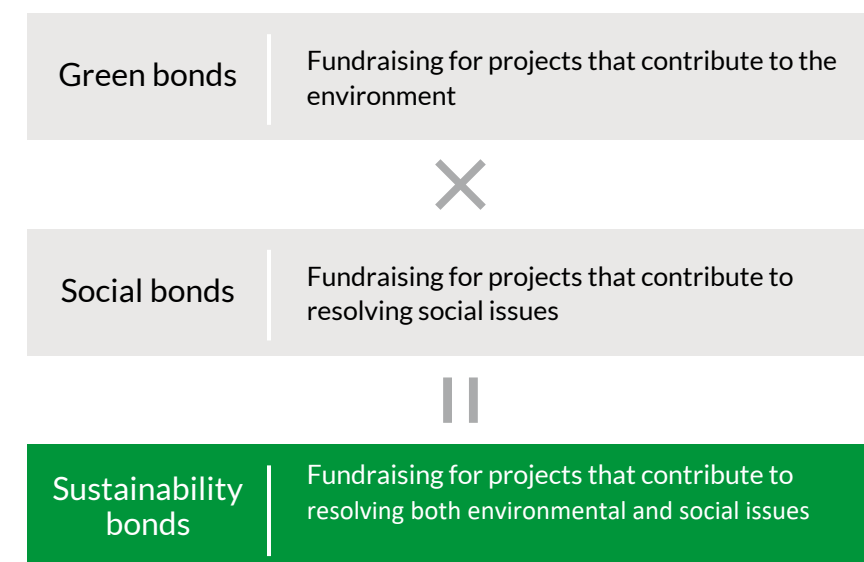 Green bonds
Fundraising for projects that contribute to the
environment
×
Social bonds
Fundraising for projects that contribute to
resolving social issues
Sustainability
bonds
Fundraising for projects that contribute to
resolving both environmental and social issues